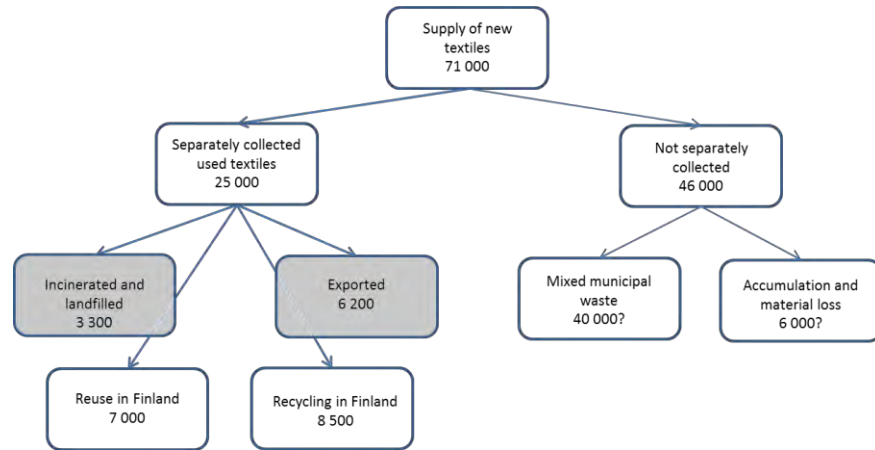 Supply of new
textiles
71 000
Separately collected
used textiles
25 000
Not separately
collected
46 000
Incinerated and
landfilled
3 300
Exported
6 200
Mixed municipal
waste
40 000?
Accumulation and
material loss
6 000?
Reuse in Finland
7 000
Recycling in Finland
8 500